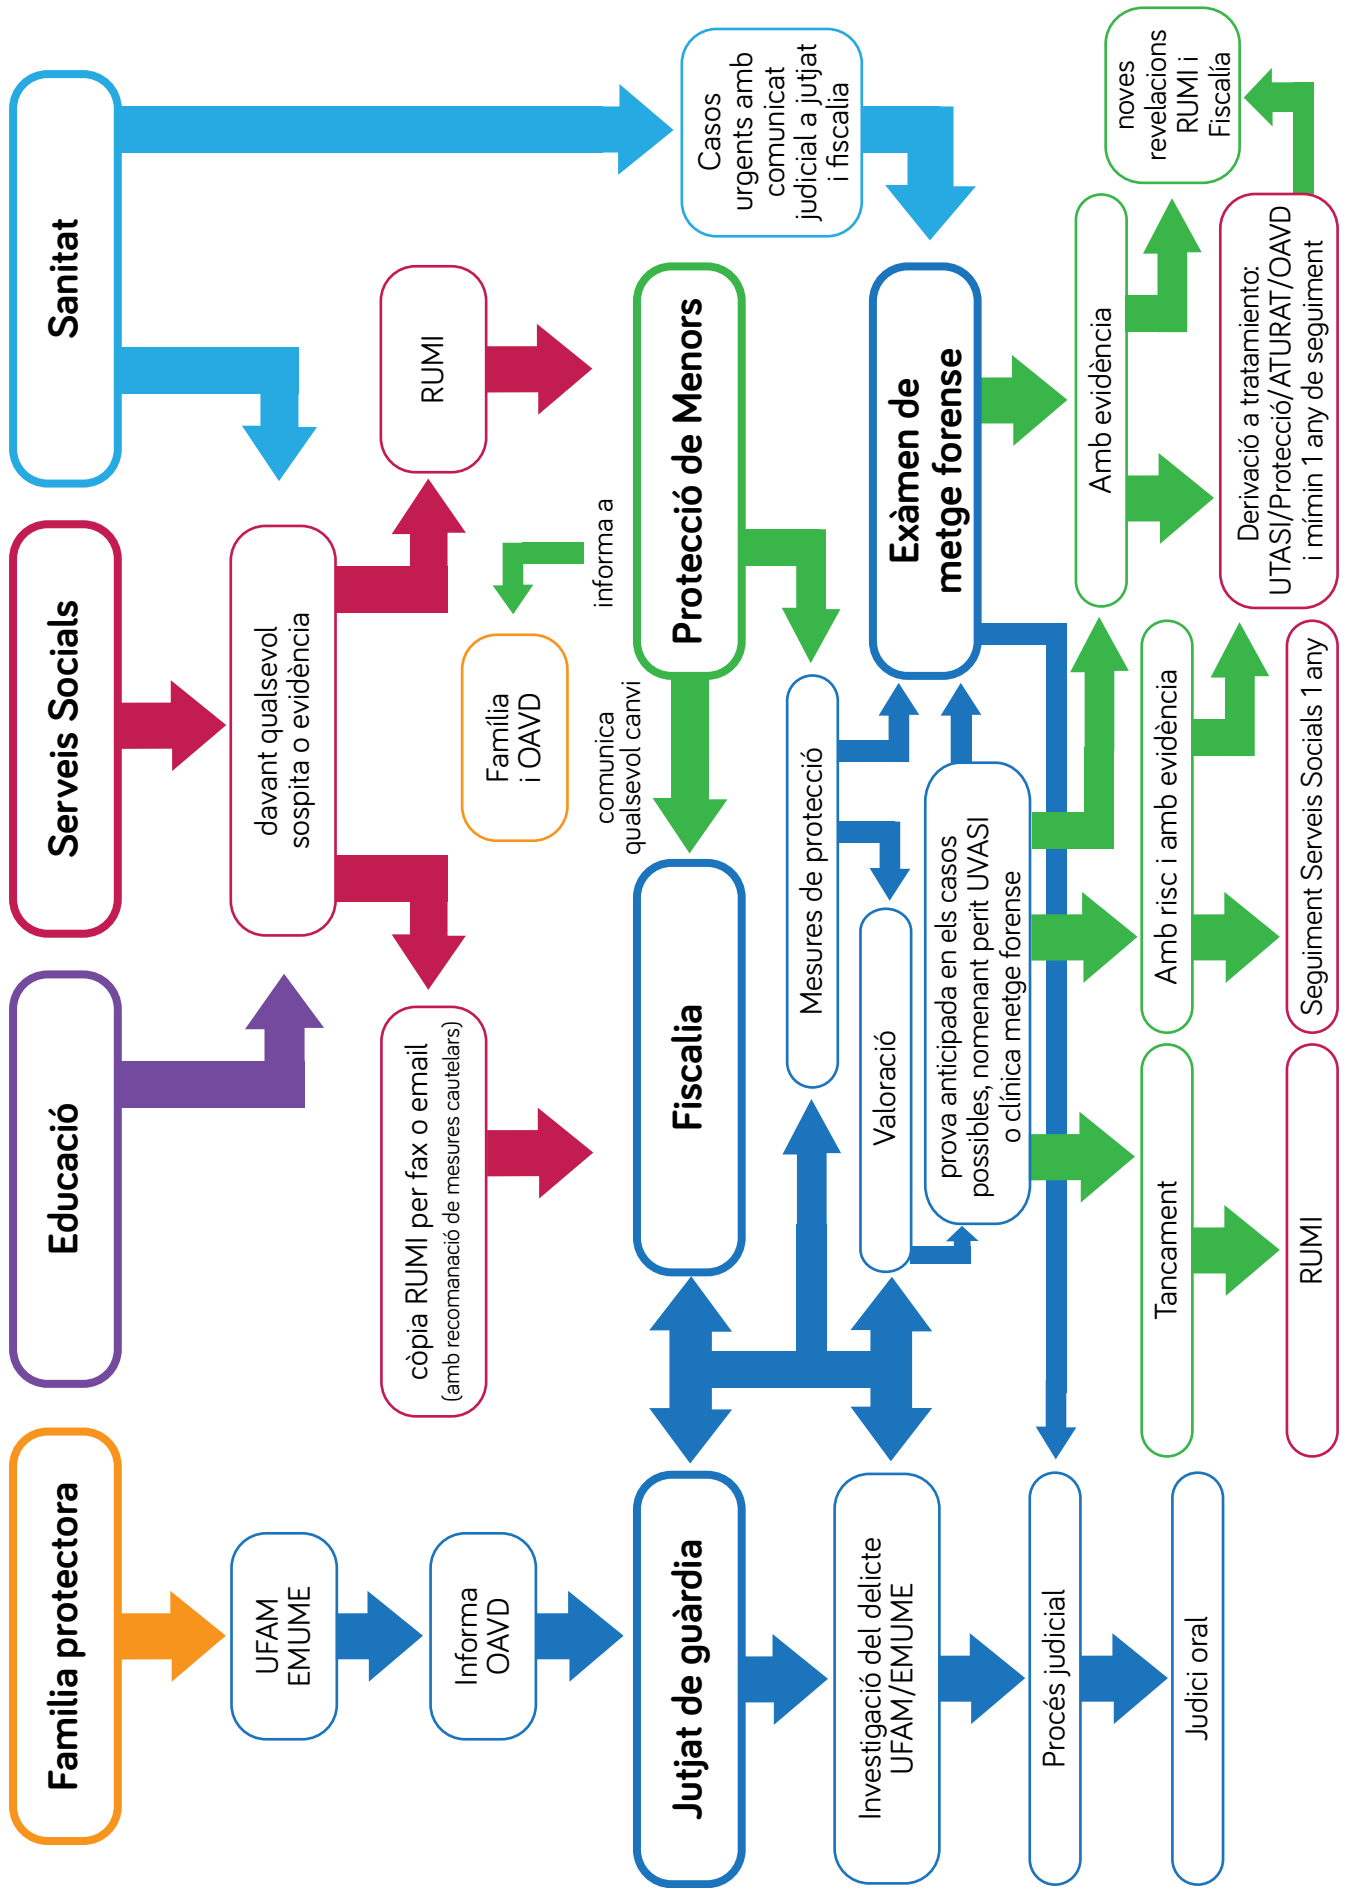 Familia protectora
Educació
Serveis Socials
Sanitat
UFAM
EMUME
davant qualsevol
sospita o evidència
Informa
OAVD
còpia RUMI per fax o email
(amb recomanació de mesures cautelars)
RUMI
Família
i OAVD
informa a
comunica
qualsevol canvi
Casos
urgents amb
comunicat
judicial a jutjat
i fiscalia
Jutjat de guàrdia
Fiscalia
Protecció de Menors
Mesures de protecció
Investigació del delicte
UFAM/EMUME
Valoració
Exàmen de
metge forense
prova anticipada en els casos
possibles, nomenant perit UVASI
o clínica metge forense
Procés judicial
Amb evidència
noves
revelacions
RUMI i
Fiscalía
Tancament
Amb risc i amb evidència
Judici oral
Derivació a tratamiento:
UTASI/Protecció/ATURAT/OAVD
i mímin 1 any de seguiment
RUMI
Seguiment Serveis Socials 1 any